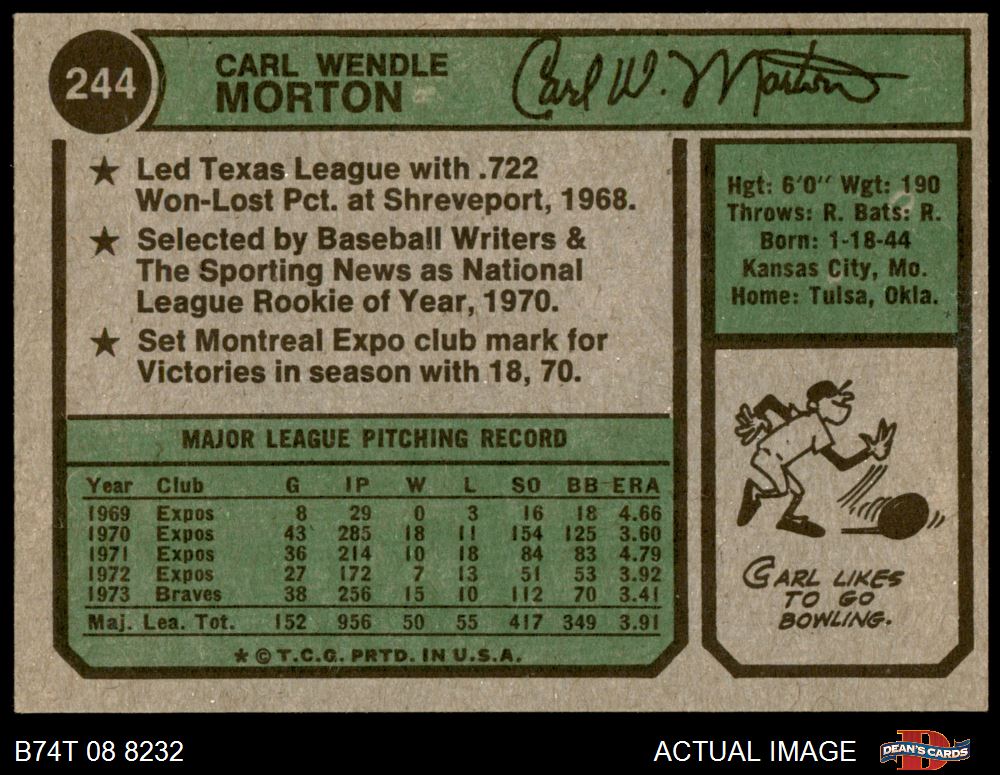 244
CARL WENDLE
MORTON
Carl W. Morton
★ Led Texas League with .722
Won-Lost Pct. at Shreveport, 1968.
★ Selected by Baseball Writers &
The Sporting News as National
League Rookie of Year, 1970.
★ Set Montreal Expo club mark for
Victories in season with 18, 70.
Hgt: 6'0" Wgt: 190
Throws: R. Bats: R.
Born: 1-18-44
Kansas City, Mo.
Home: Tulsa, Okla.
MAJOR LEAGUE PITCHING RECORD
Year Club G IP W L SO BB ERA
1969 Expos 8 29 0 3 16 18 4.66
1970 Expos 43 285 18 11 154 125 3.60
1971 Expos 36 214 10 18 84 83 4.79
1972 Expos 27 172 7 13 51 53 3.92
1973 Braves 38 256 15 10 112 70 3.41
Maj. Lea. Tot. 152 956 50 55 417 349 3.91
★ © T.C.G. PRTD. IN U.S.A.
CARL LIKES
TO GO
BOWLING.
B74T 08 8232
ACTUAL IMAGE
D
DEAN'S CARDS